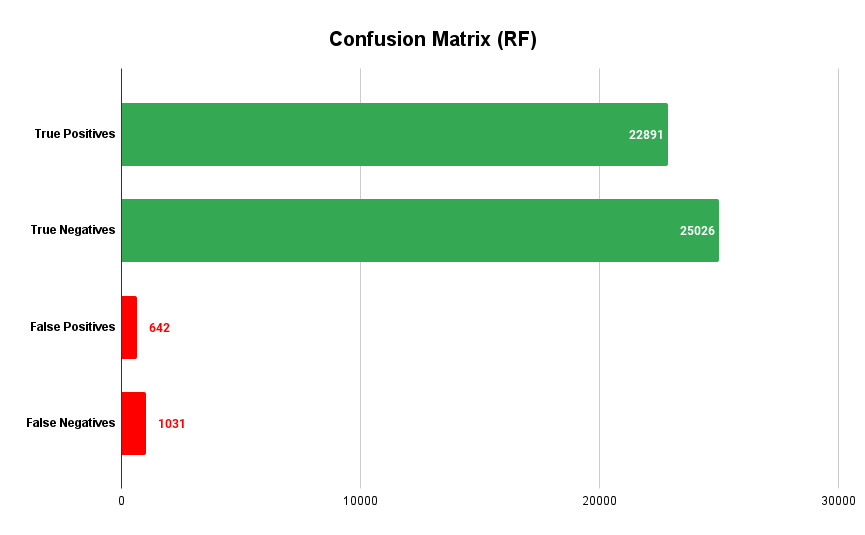 Confusion Matrix (RF)
True Positives
22891
True Negatives
25026
False Positives
642
False Negatives
1031
0
10000
20000
30000